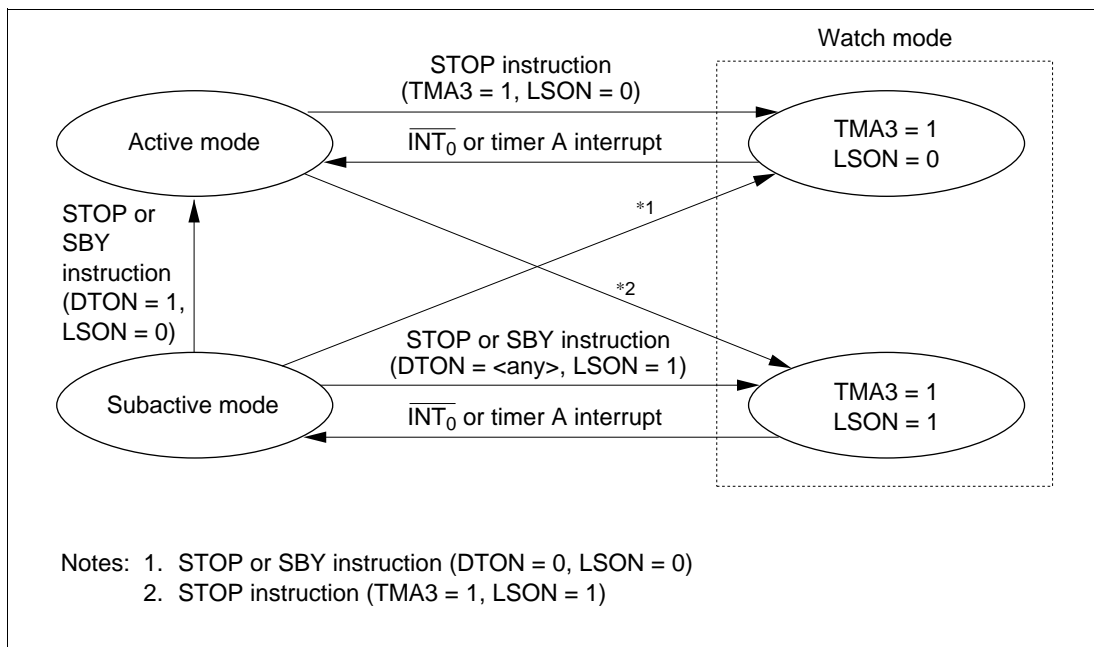 Watch mode
STOP instruction
(TMA3 = 1, LSON = 0)
Active mode
INT0 or timer A interrupt
TMA3 = 1
LSON = 0
*1
STOP or
SBY
instruction
(DTON = 1,
LSON = 0)
*2
STOP or SBY instruction
(DTON = <any>, LSON = 1)
Subactive mode
INT0 or timer A interrupt
TMA3 = 1
LSON = 1
Notes: 1. STOP or SBY instruction (DTON = 0, LSON = 0)
2. STOP instruction (TMA3 = 1, LSON = 1)